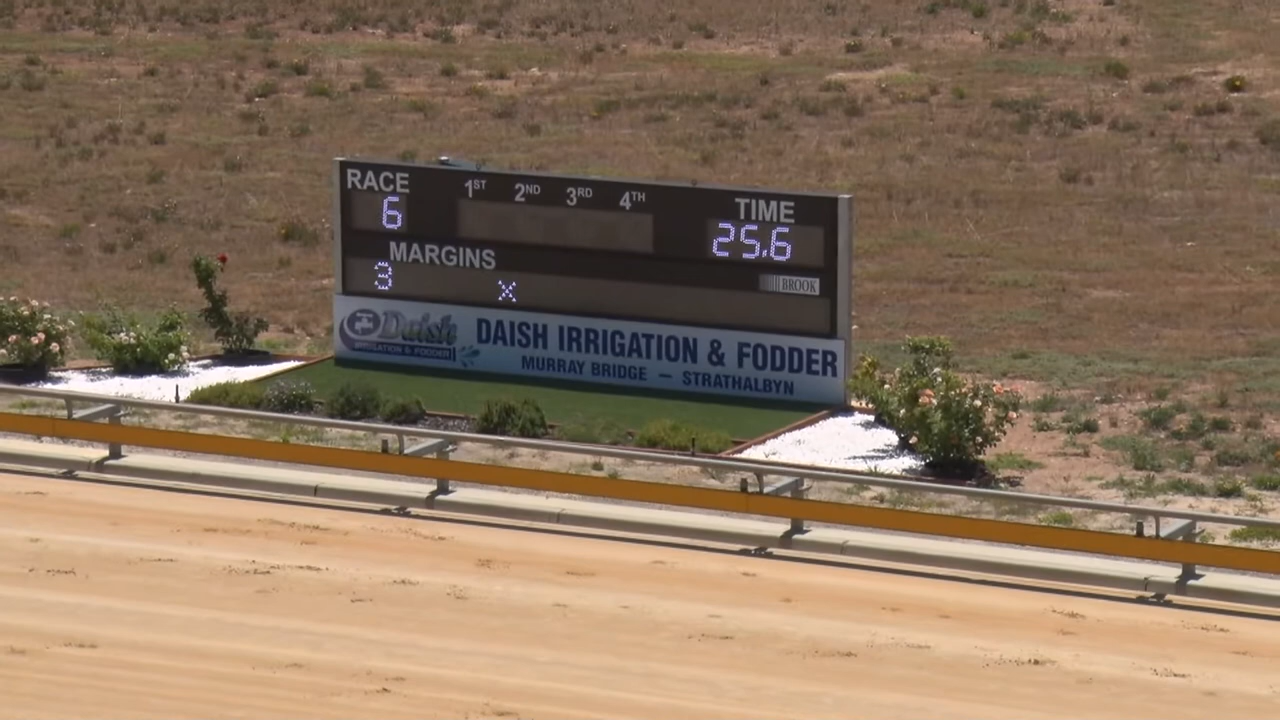 RACE 1ST 2ND 3RD 4TH TIME
6 25.6
MARGINS
3 x
BROOK
Daish
IRRIGATION & FODDER
DAISH IRRIGATION & FODDER
MURRAY BRIDGE — STRATHALBYN